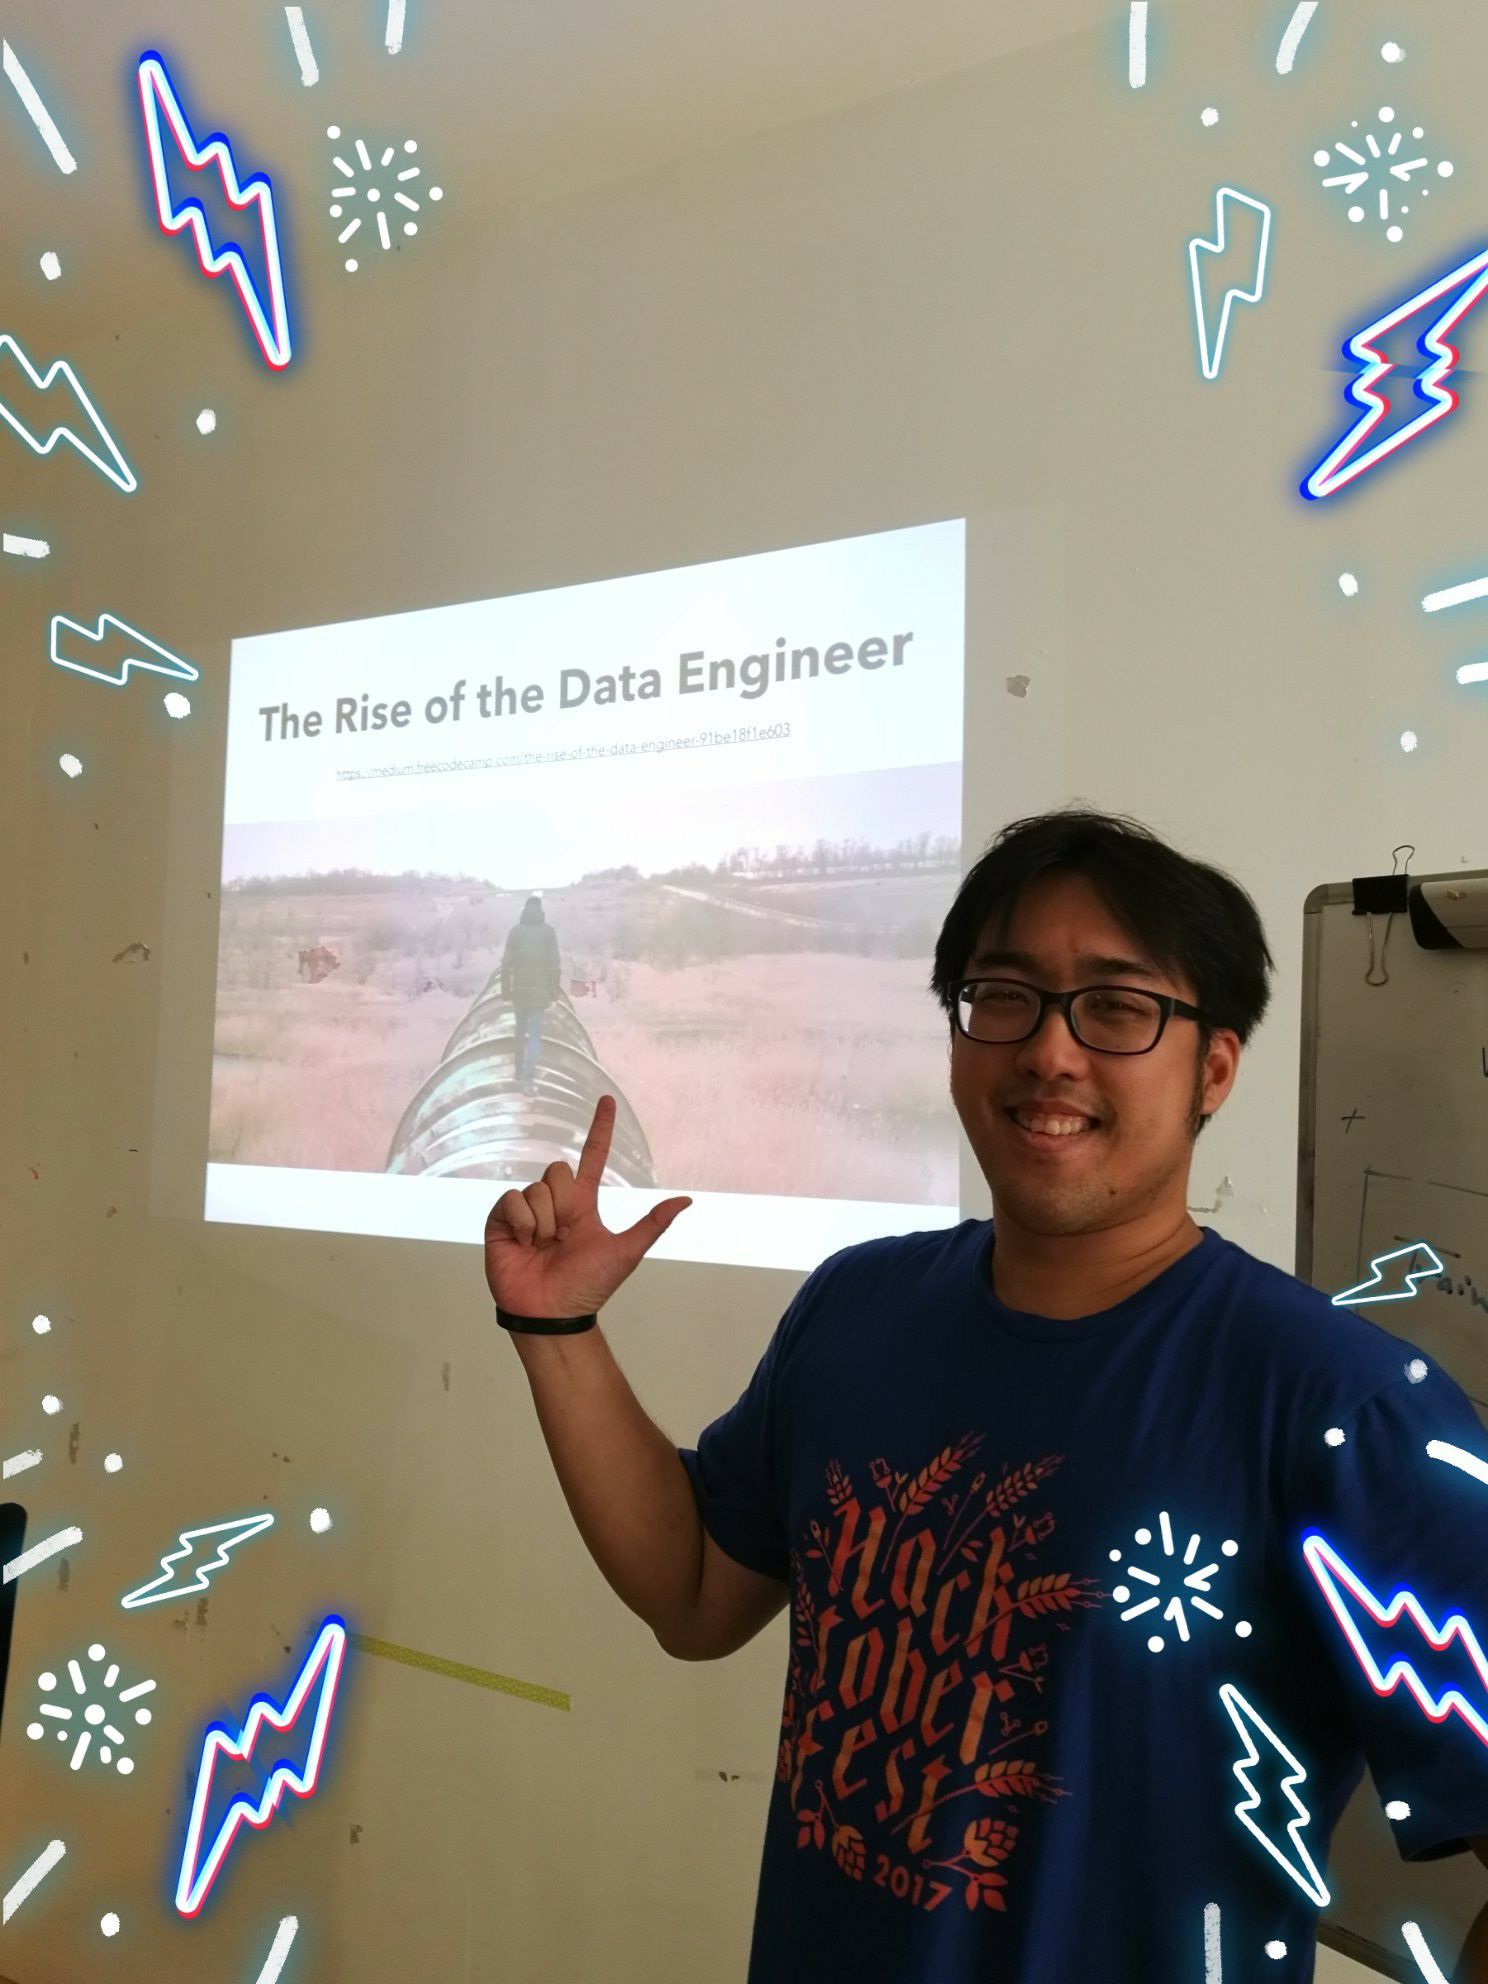 The Rise of the Data Engineer
https://medium.freecodecamp.com/the-rise-of-the-data-engineer-91be18f1e603
Hack
tober
fest
2017